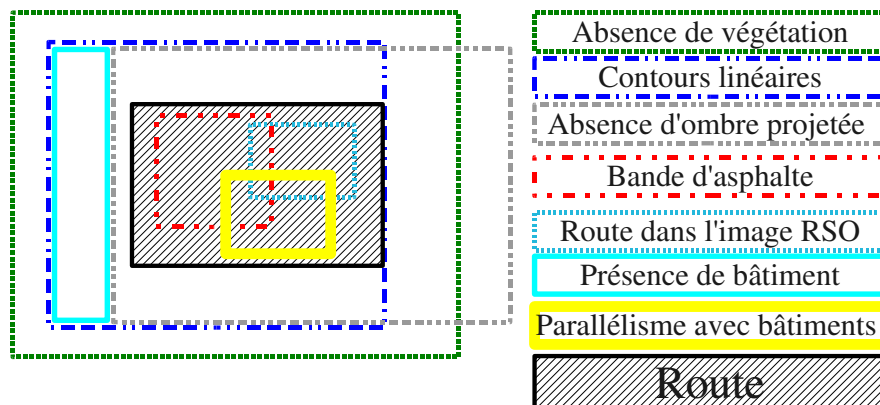 Absence de végétation
Contours linéaires
Absence d'ombre projetée
Bande d'asphalte
Route dans l'image RSO
Présence de bâtiment
Parallélisme avec bâtiments
Route